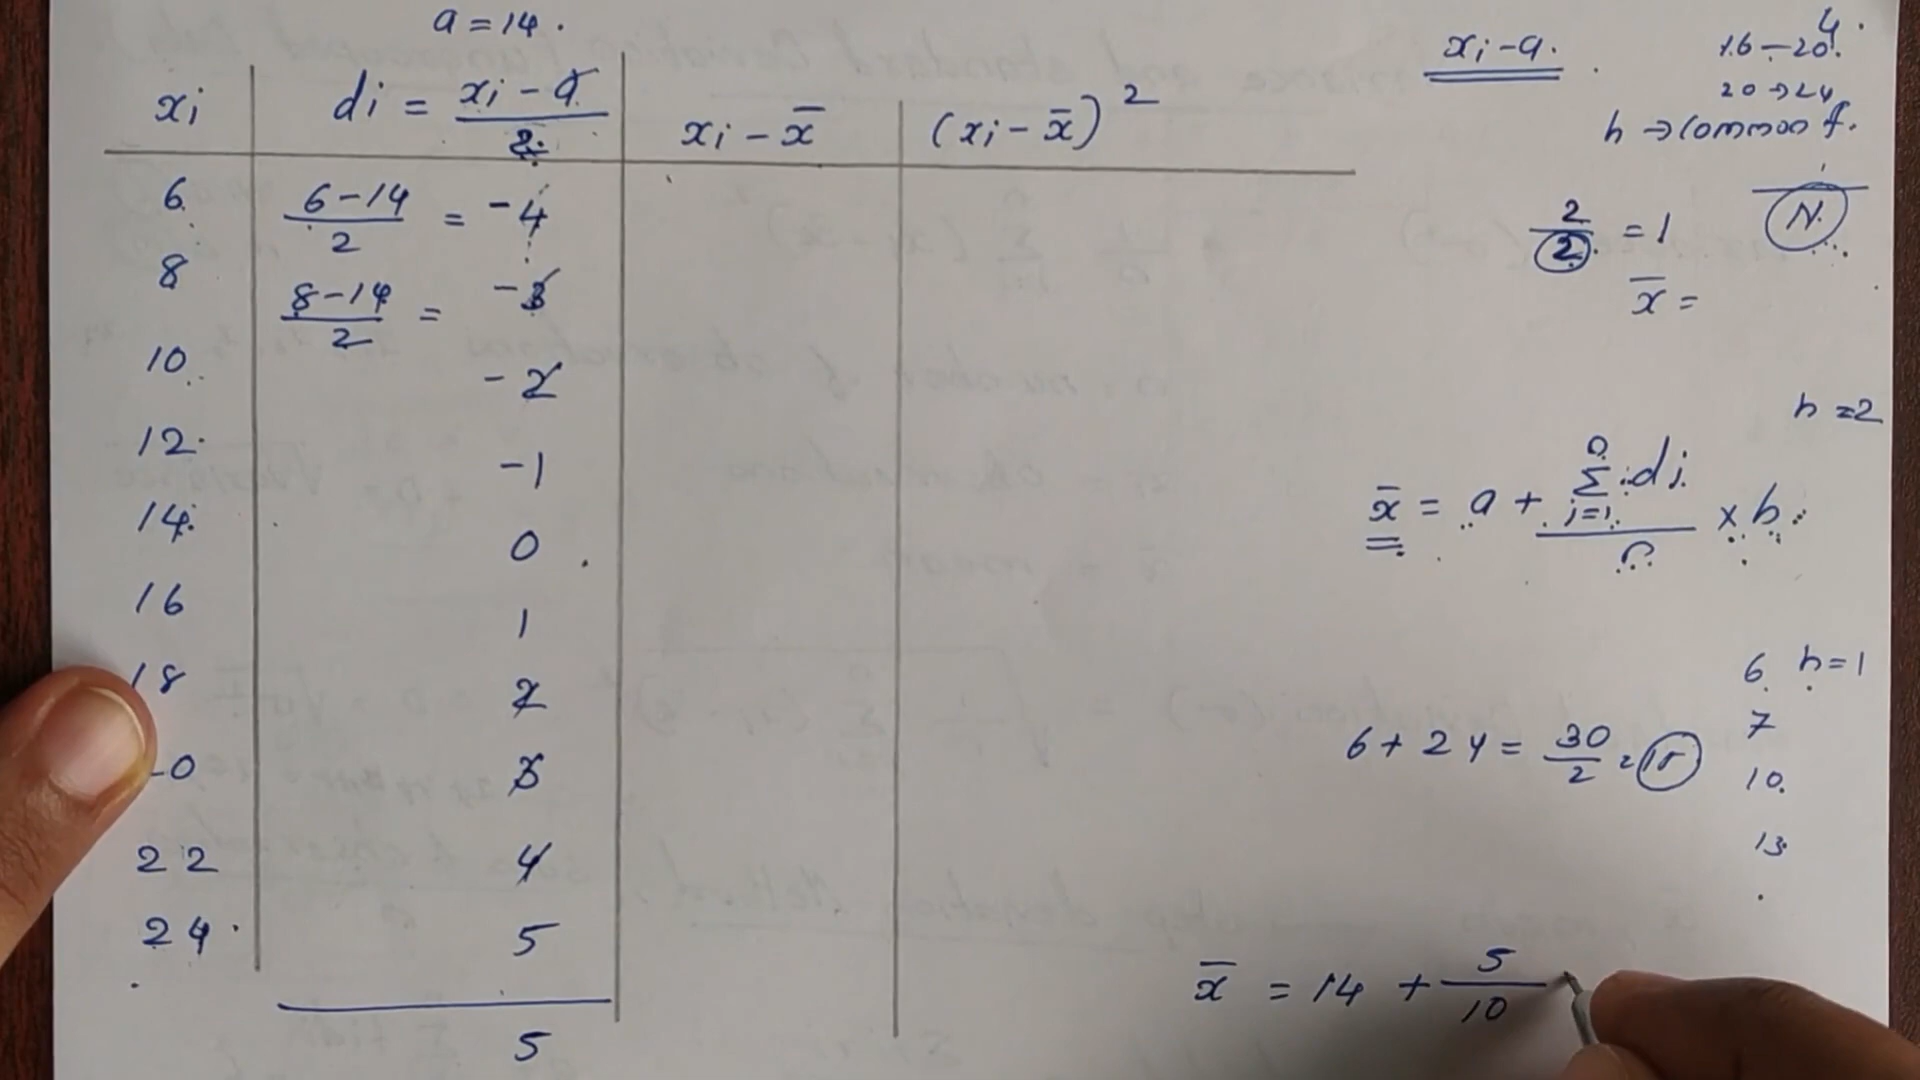 a = 14.
xi di = xi - a / 2 xi - x̄ (xi - x̄)²
6 6-14/2 = -4
8 8-14/2 = -3
10 -2
12 -1
14 0
16 1
18 2
0 3
22 4
24 5
5
xi - a.
4.
16 - 20.
20 → 24
h → common f.
2/2 = 1
N
x̄ =
h = 2
x̄ = a + n Σ i=1 di / n × h
6 h = 1
7
10
13
6 + 24 = 30/2 = 15
x̄ = 14 + 5/10